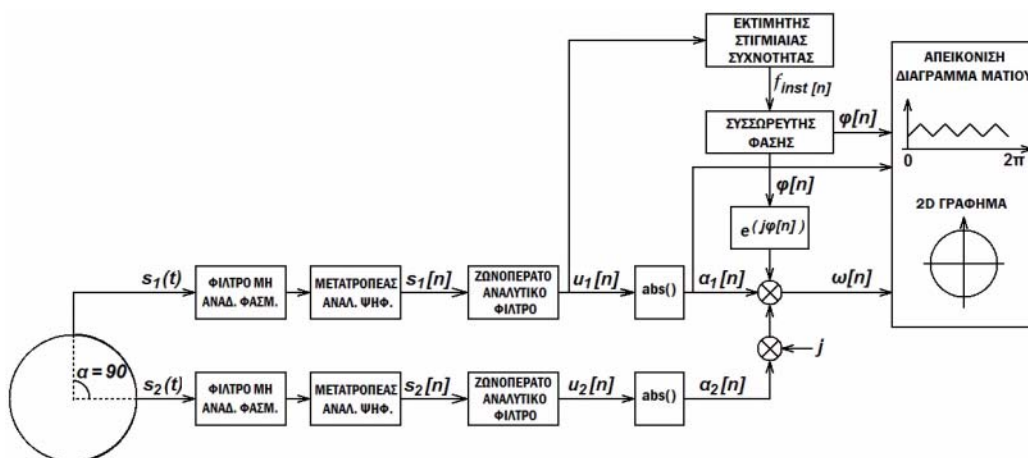 ΕΚΤΙΜΗΤΗΣ
ΣΤΙΓΜΙΑΙΑΣ
ΣΥΧΝΟΤΗΤΑΣ
f inst [n]
ΣΥΣΣΩΡΕΥΤΗΣ
ΦΑΣΗΣ
φ[n]
φ[n]
e^(jφ[n])
ΑΠΕΙΚΟΝΙΣΗ
ΔΙΑΓΡΑΜΜΑ ΜΑΤΙΟΥ
0 2π
2D ΓΡΑΦΗΜΑ
s1(t)
ΦΙΛΤΡΟ ΜΗ
ΑΝΑΔ. ΦΑΣΜ.
ΜΕΤΑΤΡΟΠΕΑΣ
ΑΝΑΛ. ΨΗΦ.
s1[n]
ΖΩΝΟΠΕΡΑΤΟ
ΑΝΑΛΥΤΙΚΟ
ΦΙΛΤΡΟ
u1[n]
abs()
α1[n]
ω[n]
j
α = 90
s2(t)
ΦΙΛΤΡΟ ΜΗ
ΑΝΑΔ. ΦΑΣΜ.
ΜΕΤΑΤΡΟΠΕΑΣ
ΑΝΑΛ. ΨΗΦ.
s2[n]
ΖΩΝΟΠΕΡΑΤΟ
ΑΝΑΛΥΤΙΚΟ
ΦΙΛΤΡΟ
u2[n]
abs()
α2[n]